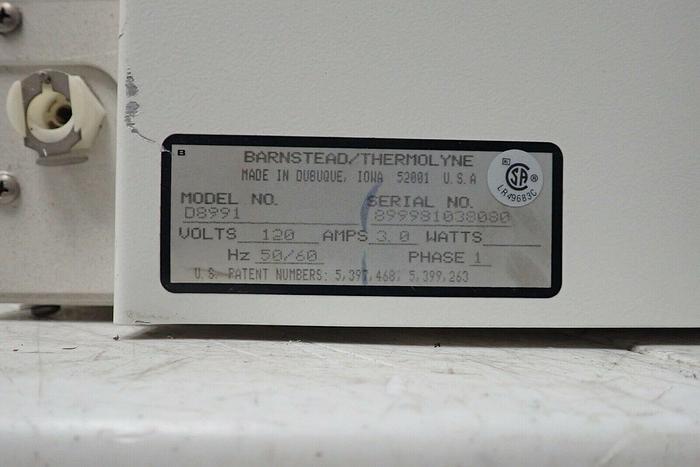 B
BARNSTEAD/THERMOLYNE
MADE IN DUBUQUE, IOWA 52001 U.S.A
MODEL NO. SERIAL NO.
D8991 899981038080
VOLTS 120 AMPS 3.0 WATTS
Hz 50/60 PHASE 1
U.S. PATENT NUMBERS: 5,397,468; 5,399,263
SA ®
LR49683C